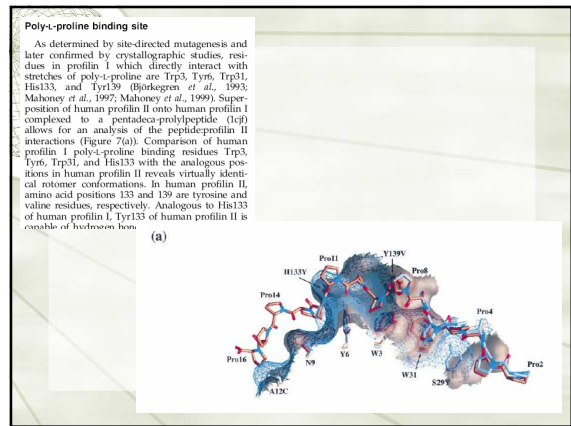 Poly-L-proline binding site
As determined by site-directed mutagenesis and
later confirmed by crystallographic studies, resi-
dues in profilin I which directly interact with
stretches of poly-L-proline are Trp3, Tyr6, Trp31,
His133, and Tyr139 (Björkegren et al., 1993;
Mahoney et al., 1997; Mahoney et al., 1999). Super-
position of human profilin II onto human profilin I
complexed to a pentadeca-prolylpeptide (1cjf)
allows for an analysis of the peptide:profilin II
interactions (Figure 7(a)). Comparison of human
profilin I poly-L-proline binding residues Trp3,
Tyr6, Trp31, and His133 with the analogous pos-
itions in human profilin II reveals virtually identi-
cal rotomer conformations. In human profilin II,
amino acid positions 133 and 139 are tyrosine and
valine residues, respectively. Analogous to His133
of human profilin I, Tyr133 of human profilin II is
capable of hydrogen
(a)
Pro11
Y139V
H133Y
Pro8
Pro14
Pro4
Pro16
N9
Y6
W3
W31
S29Y
Pro2
A12C